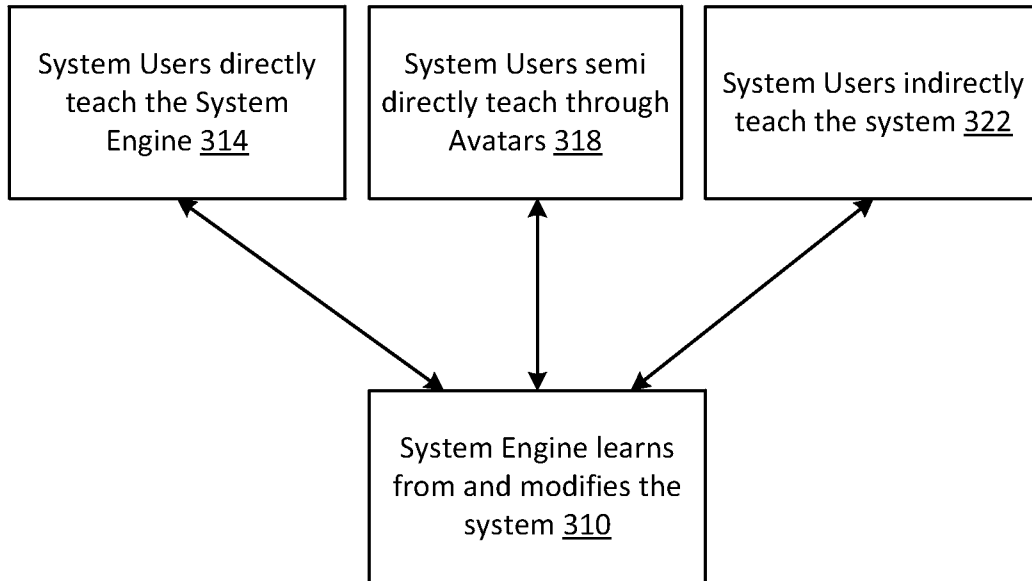 System Users directly
teach the System
Engine 314
System Users semi
directly teach through
Avatars 318
System Users indirectly
teach the system 322
System Engine learns
from and modifies the
system 310